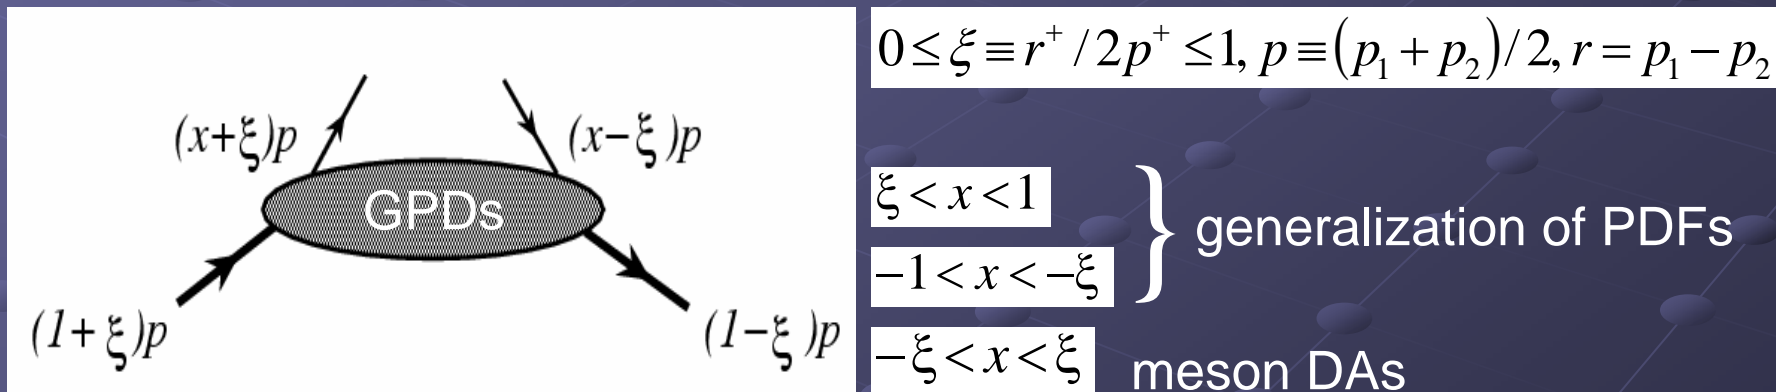 (x+ξ)p
(x−ξ)p
GPDs
(1+ξ)p
(1−ξ)p
0 ≤ ξ ≡ r⁺ / 2p⁺ ≤ 1, p ≡ (p₁ + p₂)/2, r = p₁ − p₂
ξ < x < 1
−1 < x < −ξ
} generalization of PDFs
−ξ < x < ξ meson DAs